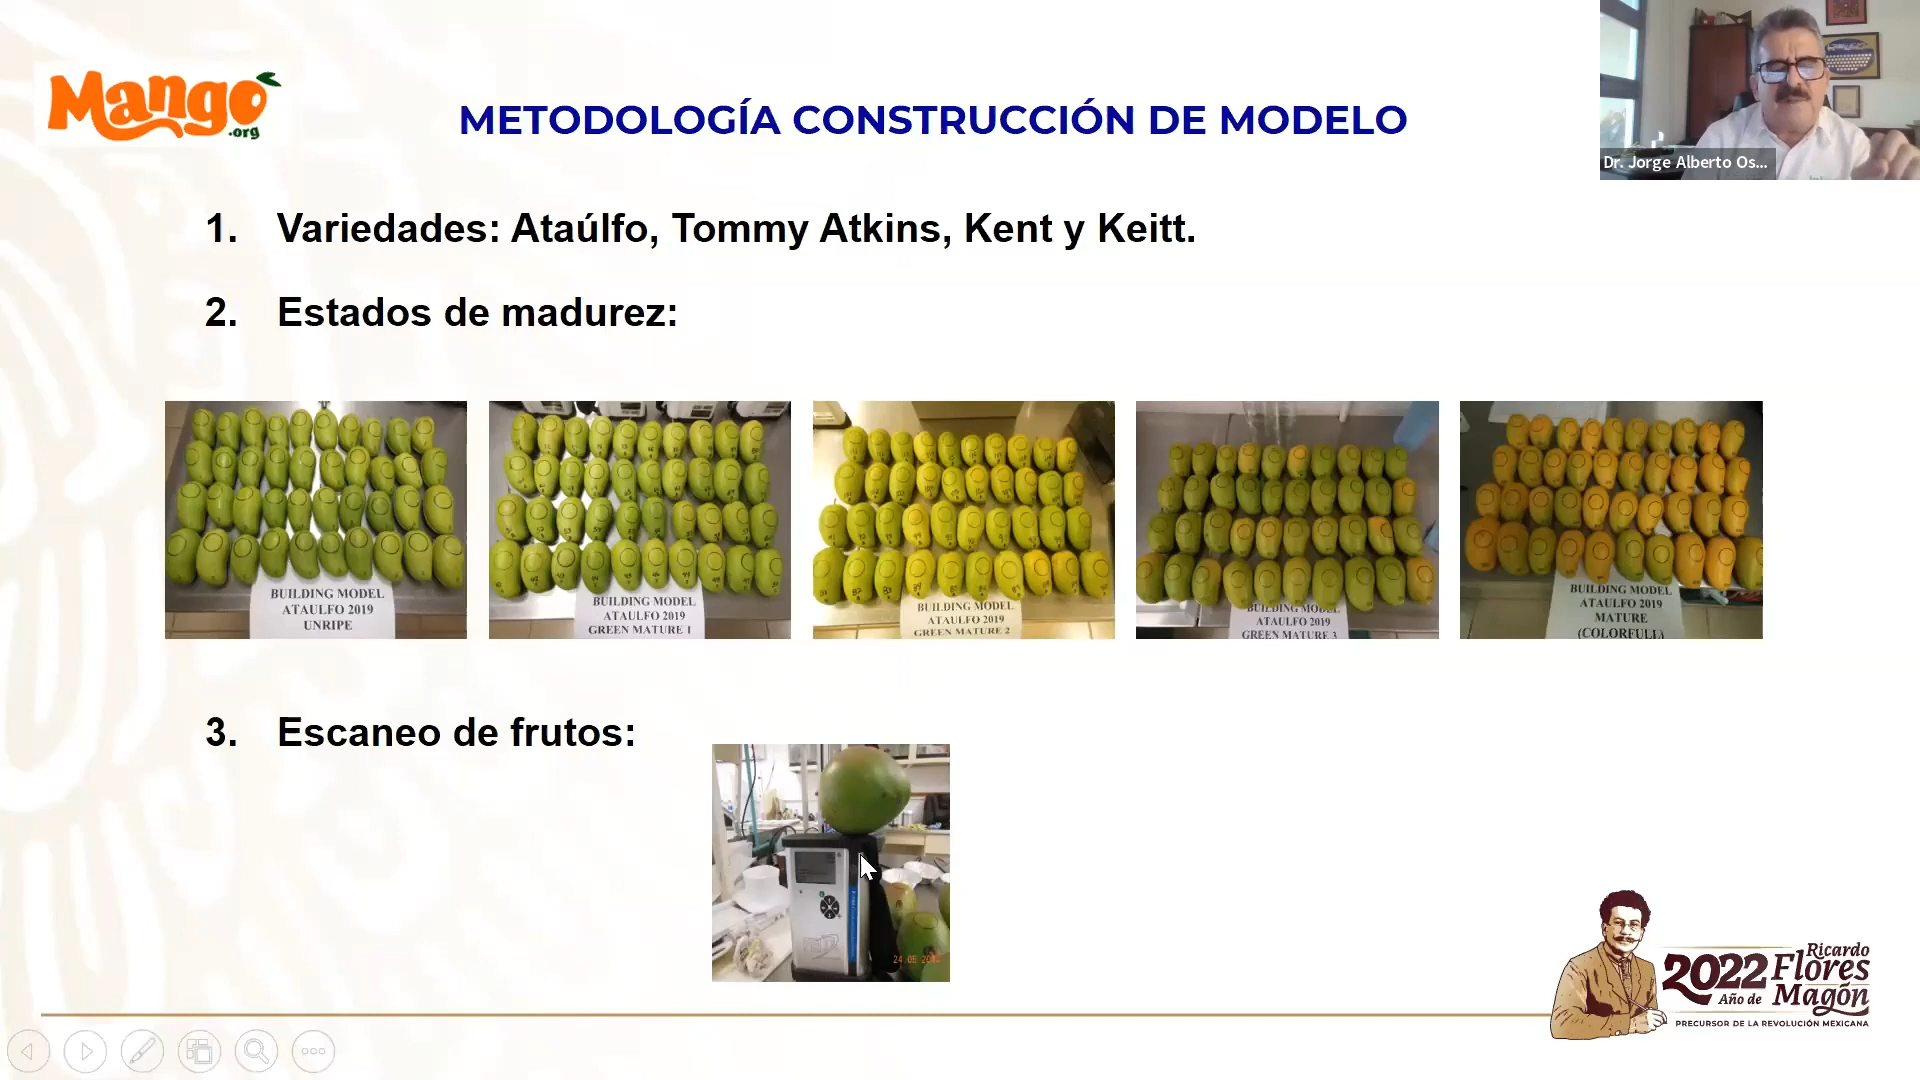 Mango
.org
METODOLOGÍA CONSTRUCCIÓN DE MODELO
Dr. Jorge Alberto Os...
1. Variedades: Ataúlfo, Tommy Atkins, Kent y Keitt.
2. Estados de madurez:
BUILDING MODEL
ATAULFO 2019
UNRIPE
BUILDING MODEL
ATAULFO 2019
GREEN MATURE 1
BUILDING MODEL
ATAULFO 2019
GREEN MATURE 2
BUILDING MODEL
ATAULFO 2019
GREEN MATURE 3
BUILDING MODEL
ATAULFO 2019
MATURE
(COLORFULL)
3. Escaneo de frutos:
2022
Año de
Ricardo
Flores
Magón
PRECURSOR DE LA REVOLUCIÓN MEXICANA